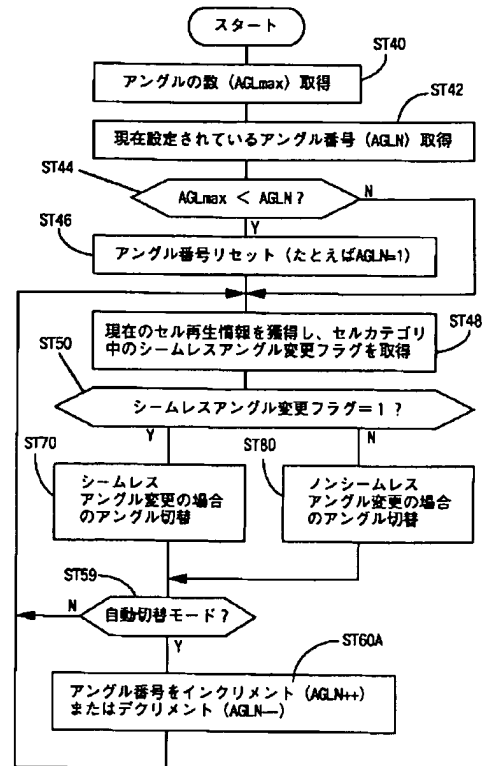 スタート
ST40
アングルの数（AGLmax）取得
ST42
現在設定されているアングル番号（AGLN）取得
ST44
AGLmax ＜ AGLN？
N
Y
ST46
アングル番号リセット（たとえばAGLN=1）
ST48
現在のセル再生情報を獲得し、セルカテゴリ
中のシームレスアングル変更フラグを取得
ST50
シームレスアングル変更フラグ＝１？
Y
N
ST70
シームレス
アングル変更の場合
のアングル切替
ST80
ノンシームレス
アングル変更の場合
のアングル切替
ST59
N
自動切替モード？
Y
ST60A
アングル番号をインクリメント（AGLN++）
またはデクリメント（AGLN--）